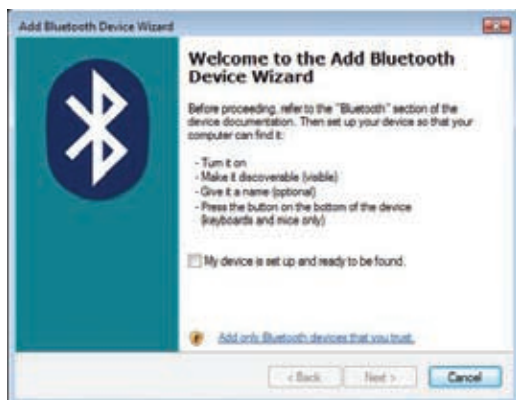 Add Bluetooth Device Wizard
Welcome to the Add Bluetooth
Device Wizard
Before proceeding, refer to the "Bluetooth" section of the
device documentation. Then set up your device so that your
computer can find it:
- Turn it on
- Make it discoverable (visible)
- Give it a name (optional)
- Press the button on the bottom of the device
(keyboards and mice only)
My device is set up and ready to be found.
Add only Bluetooth devices that you trust.
< Back Next > Cancel